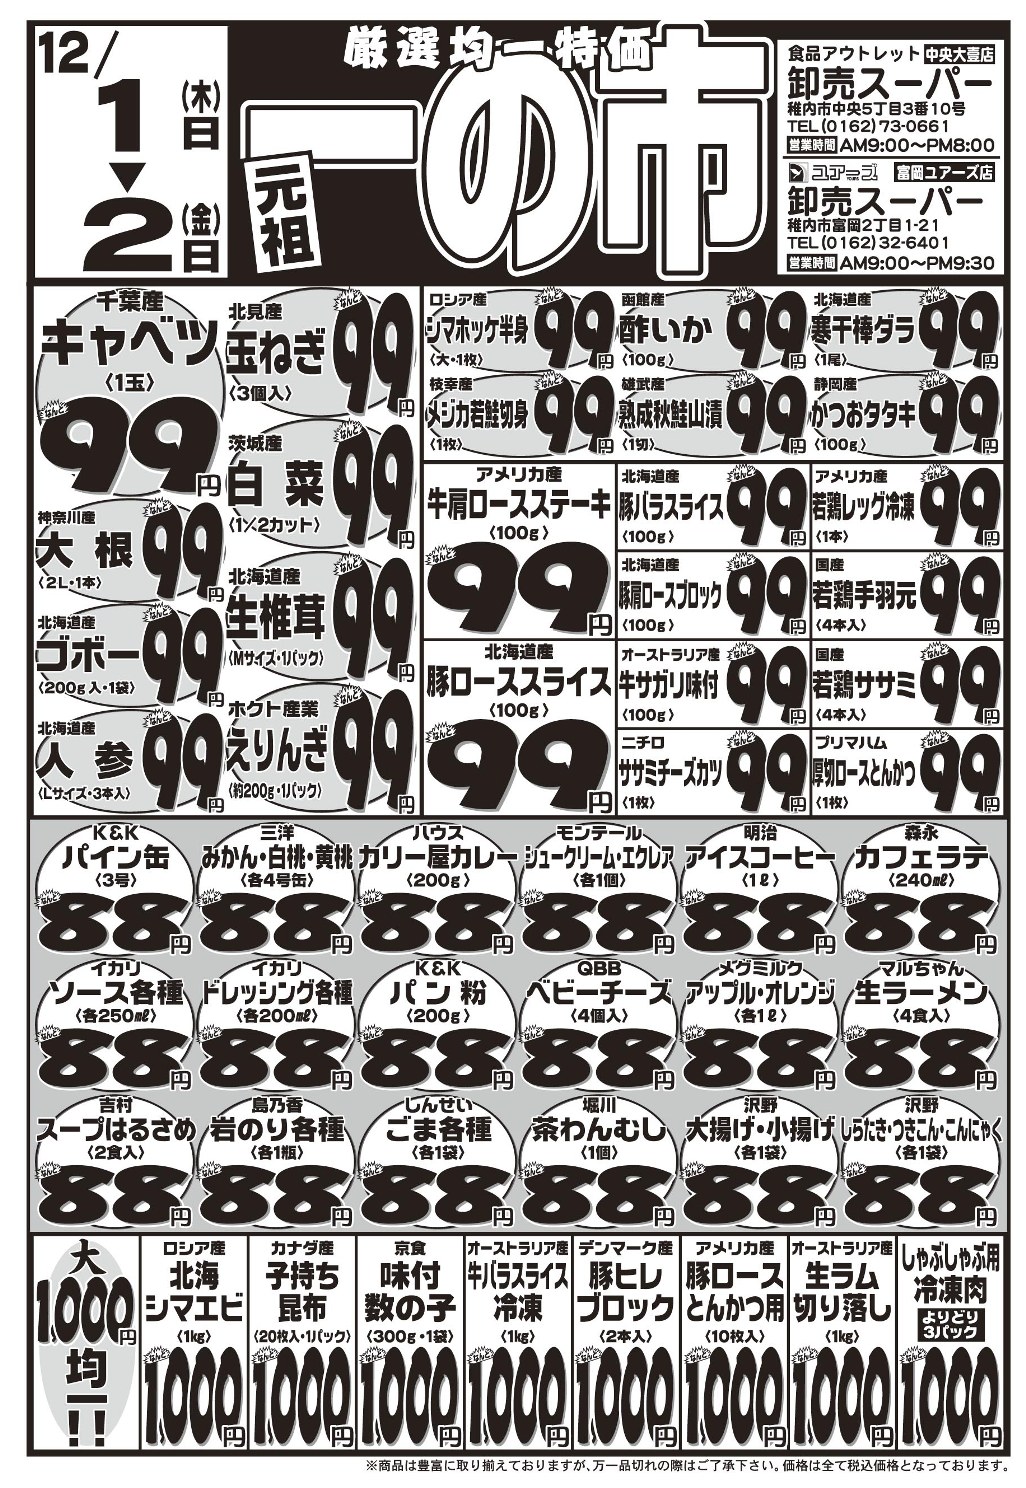 12/
1日(木)
2日(金)
厳選均一特価
元祖
一の市
食品アウトレット 中央大壹店
卸売スーパー
稚内市中央5丁目3番10号
TEL(0162)73-0661
営業時間 AM9:00〜PM8:00
ユアーズ 富岡ユアーズ店
卸売スーパー
稚内市富岡2丁目1-21
TEL(0162)32-6401
営業時間 AM9:00〜PM9:30
千葉産
キャベツ
〈1玉〉
なんと99円
神奈川産
大根
〈2L・1本〉
なんと99円
北海道産
ゴボー
〈200g入・1袋〉
なんと99円
北海道産
人参
〈Lサイズ・3本入〉
なんと99円
北見産
玉ねぎ
〈3個入〉
なんと99円
茨城産
白菜
〈1/2カット〉
なんと99円
北海道産
生椎茸
〈Mサイズ・1パック〉
なんと99円
ホクト産業
えりんぎ
〈約200g・1パック〉
なんと99円
ロシア産
シマホッケ半身
〈大・1枚〉
なんと99円
函館産
酢いか
〈100g〉
なんと99円
北海道産
寒干棒ダラ
〈1尾〉
なんと99円
枝幸産
メジカ若鮭切身
〈1枚〉
なんと99円
雄武産
熟成秋鮭山漬
〈1切〉
なんと99円
静岡産
かつおタタキ
〈100g〉
なんと99円
アメリカ産
牛肩ロースステーキ
〈100g〉
なんと99円
北海道産
豚ローススライス
〈100g〉
なんと99円
北海道産
豚バラスライス
〈100g〉
なんと99円
アメリカ産
若鶏レッグ冷凍
〈1本〉
なんと99円
北海道産
豚肩ロースブロック
〈100g〉
なんと99円
国産
若鶏手羽元
〈4本入〉
なんと99円
オーストラリア産
牛サガリ味付
〈100g〉
なんと99円
国産
若鶏ササミ
〈4本入〉
なんと99円
ニチロ
ササミチーズカツ
〈1枚〉
なんと99円
プリマハム
厚切ロースとんかつ
〈1枚〉
なんと99円
K&K
パイン缶
〈3号〉
なんと88円
三洋
みかん・白桃・黄桃
〈各4号缶〉
なんと88円
ハウス
カリー屋カレー
〈200g〉
なんと88円
モンテール
シュークリーム・エクレア
〈各1個〉
なんと88円
明治
アイスコーヒー
〈1ℓ〉
なんと88円
森永
カフェラテ
〈240mℓ〉
なんと88円
イカリ
ソース各種
〈各250mℓ〉
なんと88円
イカリ
ドレッシング各種
〈各200mℓ〉
なんと88円
K&K
パン粉
〈200g〉
なんと88円
QBB
ベビーチーズ
〈4個入〉
なんと88円
メグミルク
アップル・オレンジ
〈各1ℓ〉
なんと88円
マルちゃん
生ラーメン
〈4食入〉
なんと88円
吉村
スープはるさめ
〈2食入〉
なんと88円
島乃香
岩のり各種
〈各1瓶〉
なんと88円
しんせい
ごま各種
〈各1袋〉
なんと88円
堀川
茶わんむし
〈1個〉
なんと88円
沢野
大揚げ・小揚げ
〈各1袋〉
なんと88円
沢野
しらたき・つきこん・こんにゃく
〈各1袋〉
なんと88円
大
1,000円
均一!!
ロシア産
北海
シマエビ
〈1kg〉
なんと1,000円
カナダ産
子持ち
昆布
〈20枚入・1パック〉
なんと1,000円
京食
味付
数の子
〈300g・1袋〉
なんと1,000円
オーストラリア産
牛バラスライス
冷凍
〈1kg〉
なんと1,000円
デンマーク産
豚ヒレ
ブロック
〈2本入〉
なんと1,000円
アメリカ産
豚ロース
とんかつ用
〈10枚入〉
なんと1,000円
オーストラリア産
生ラム
切り落し
〈1kg〉
なんと1,000円
しゃぶしゃぶ用
冷凍肉
よりどり
3パック
なんと1,000円
※商品は豊富に取り揃えておりますが、万一品切れの際はご了承下さい。価格は全て税込価格となっております。